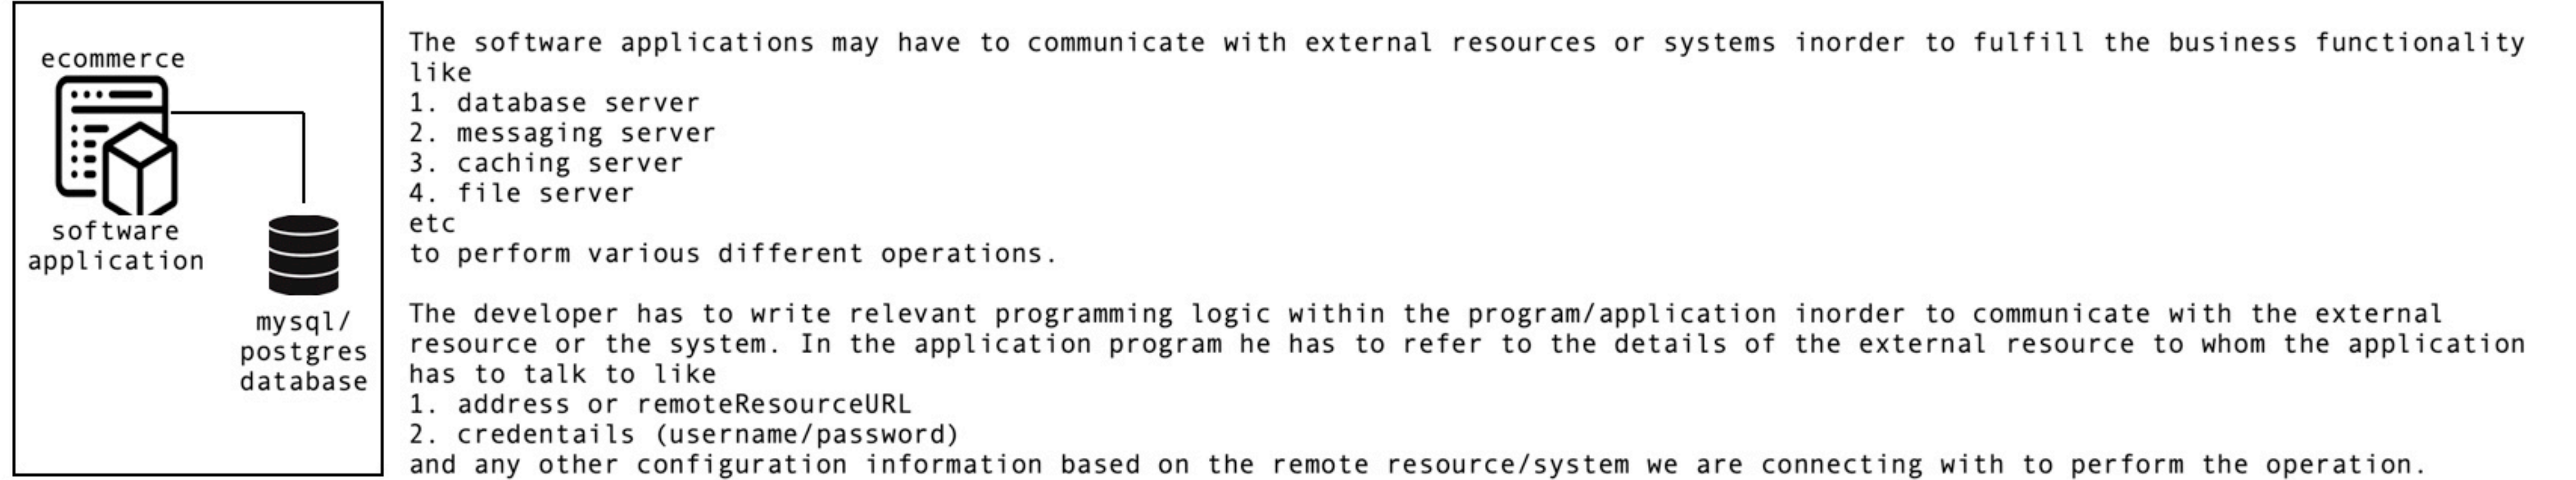 ecommerce
software
application
mysql/
postgres
database
The software applications may have to communicate with external resources or systems inorder to fulfill the business functionality
like
1. database server
2. messaging server
3. caching server
4. file server
etc
to perform various different operations.
The developer has to write relevant programming logic within the program/application inorder to communicate with the external
resource or the system. In the application program he has to refer to the details of the external resource to whom the application
has to talk to like
1. address or remoteResourceURL
2. credentails (username/password)
and any other configuration information based on the remote resource/system we are connecting with to perform the operation.